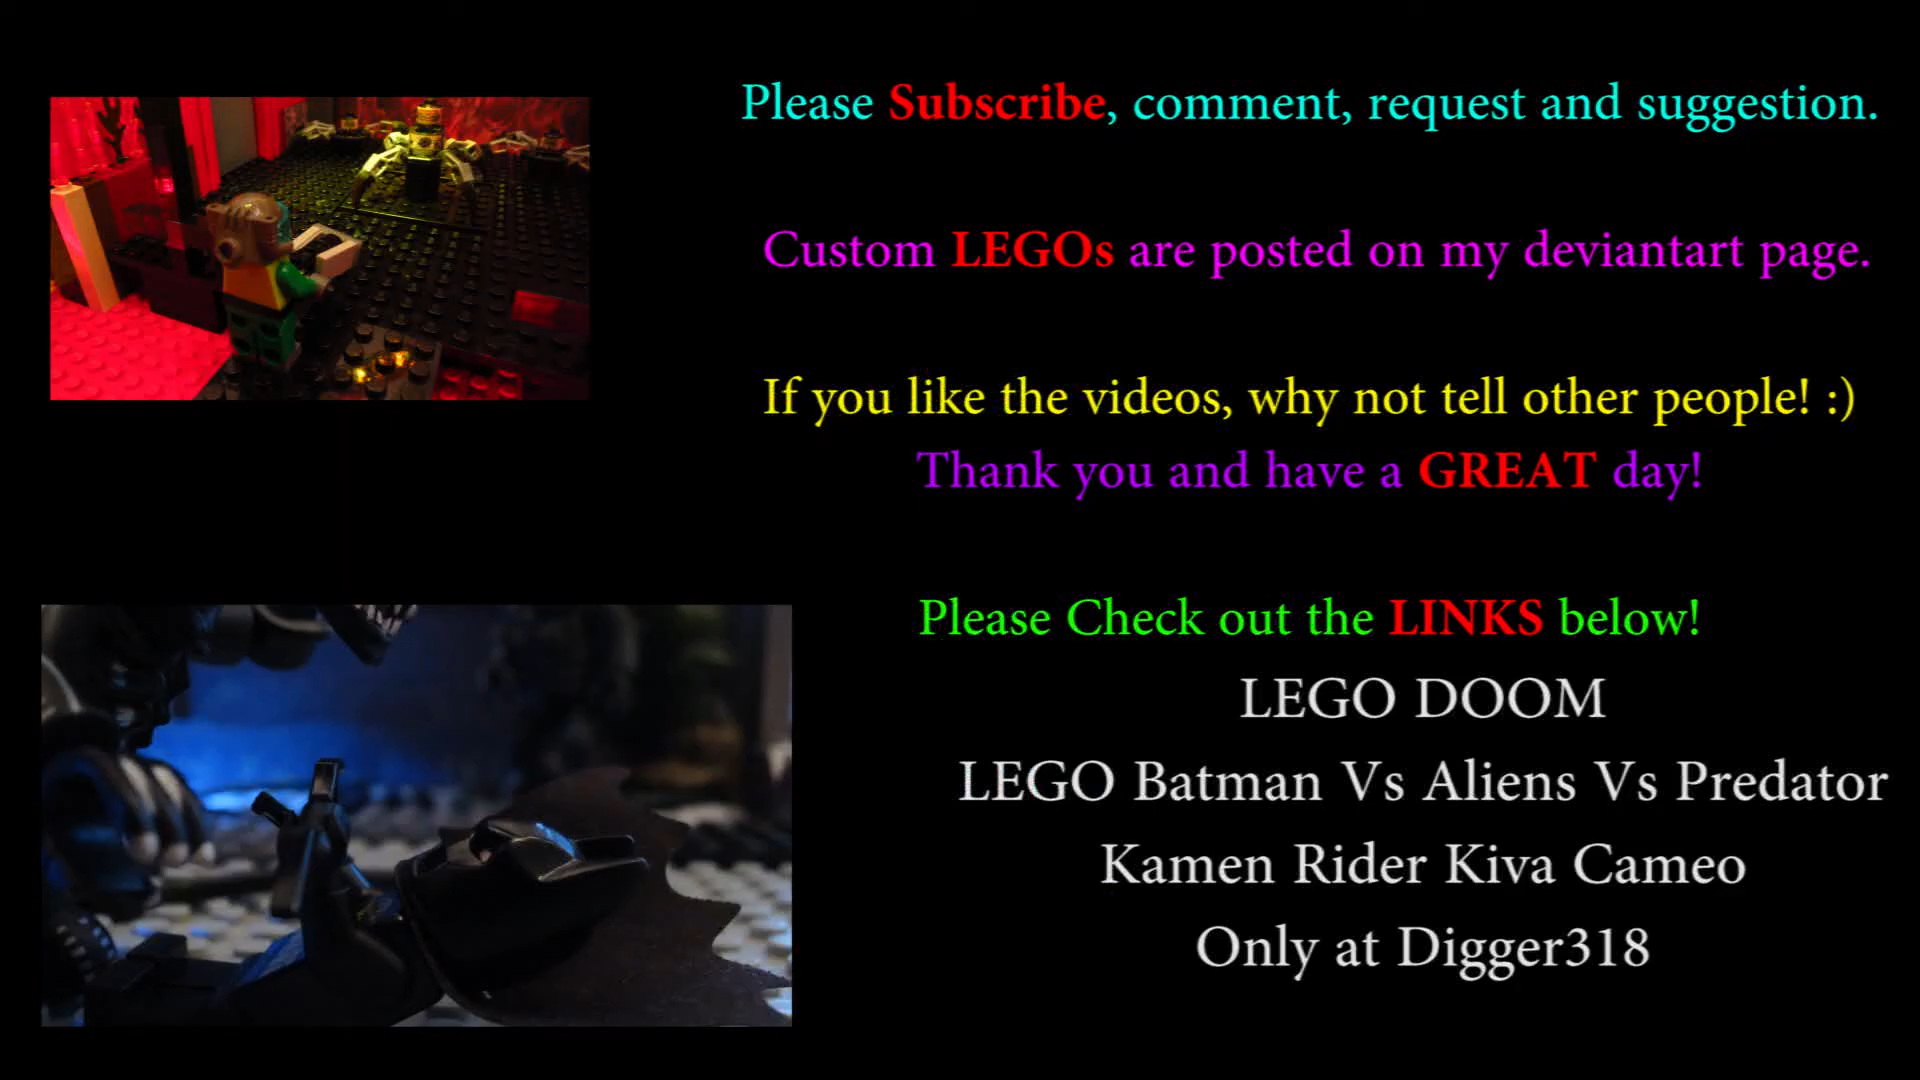 Please Subscribe, comment, request and suggestion.
Custom LEGOs are posted on my deviantart page.
If you like the videos, why not tell other people! :)
Thank you and have a GREAT day!
Please Check out the LINKS below!
LEGO DOOM
LEGO Batman Vs Aliens Vs Predator
Kamen Rider Kiva Cameo
Only at Digger318